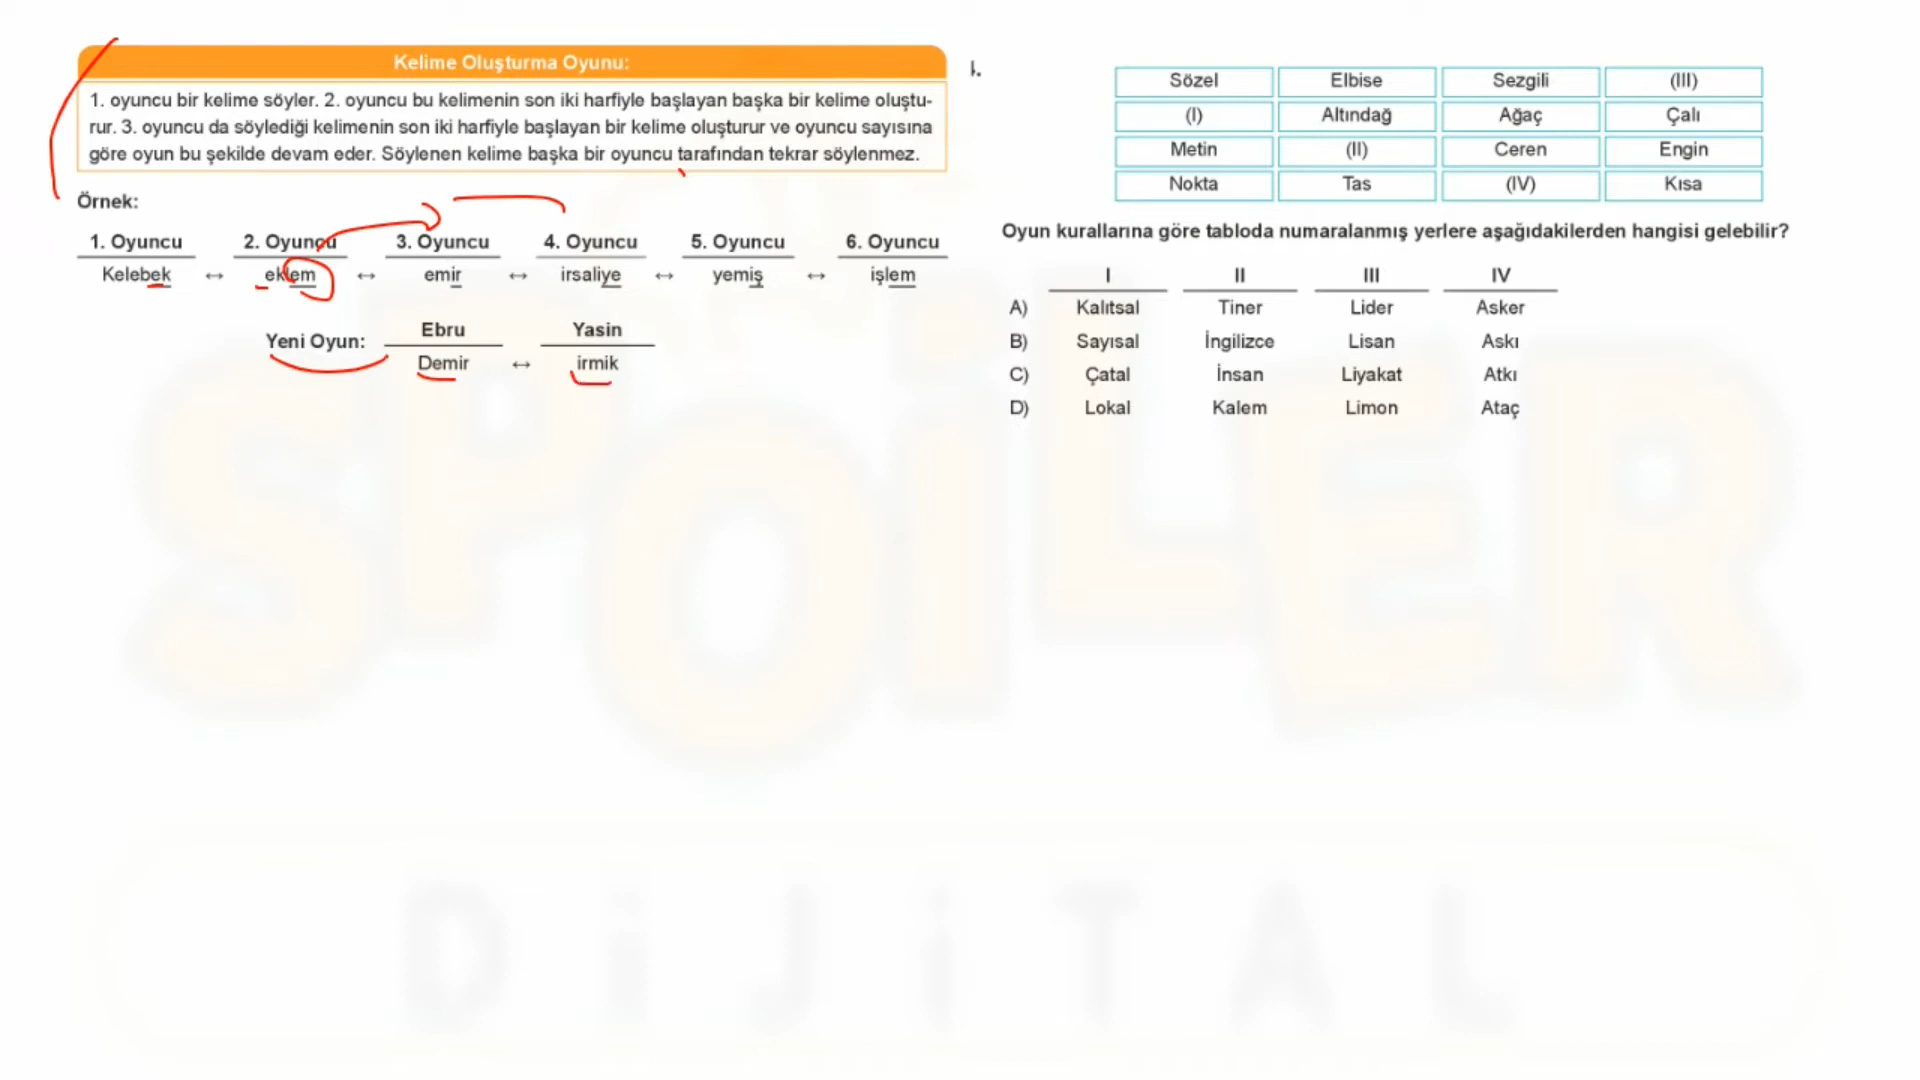 Kelime Oluşturma Oyunu:
1. oyuncu bir kelime söyler. 2. oyuncu bu kelimenin son iki harfiyle başlayan başka bir kelime oluştu-
rur. 3. oyuncu da söylediği kelimenin son iki harfiyle başlayan bir kelime oluşturur ve oyuncu sayısına
göre oyun bu şekilde devam eder. Söylenen kelime başka bir oyuncu tarafından tekrar söylenmez.
Örnek:
1. Oyuncu 2. Oyuncu 3. Oyuncu 4. Oyuncu 5. Oyuncu 6. Oyuncu
Kelebek ↔ eklem ↔ emir ↔ irsaliye ↔ yemiş ↔ işlem
Ebru Yasin
Yeni Oyun:
Demir ↔ irmik
Sözel Elbise Sezgili (III)
(I) Altındağ Ağaç Çalı
Metin (II) Ceren Engin
Nokta Tas (IV) Kısa
Oyun kurallarına göre tabloda numaralanmış yerlere aşağıdakilerden hangisi gelebilir?
I II III IV
A) Kalıtsal Tiner Lider Asker
B) Sayısal İngilizce Lisan Askı
C) Çatal İnsan Liyakat Atkı
D) Lokal Kalem Limon Ataç
SPOiLER
DiJiTAL